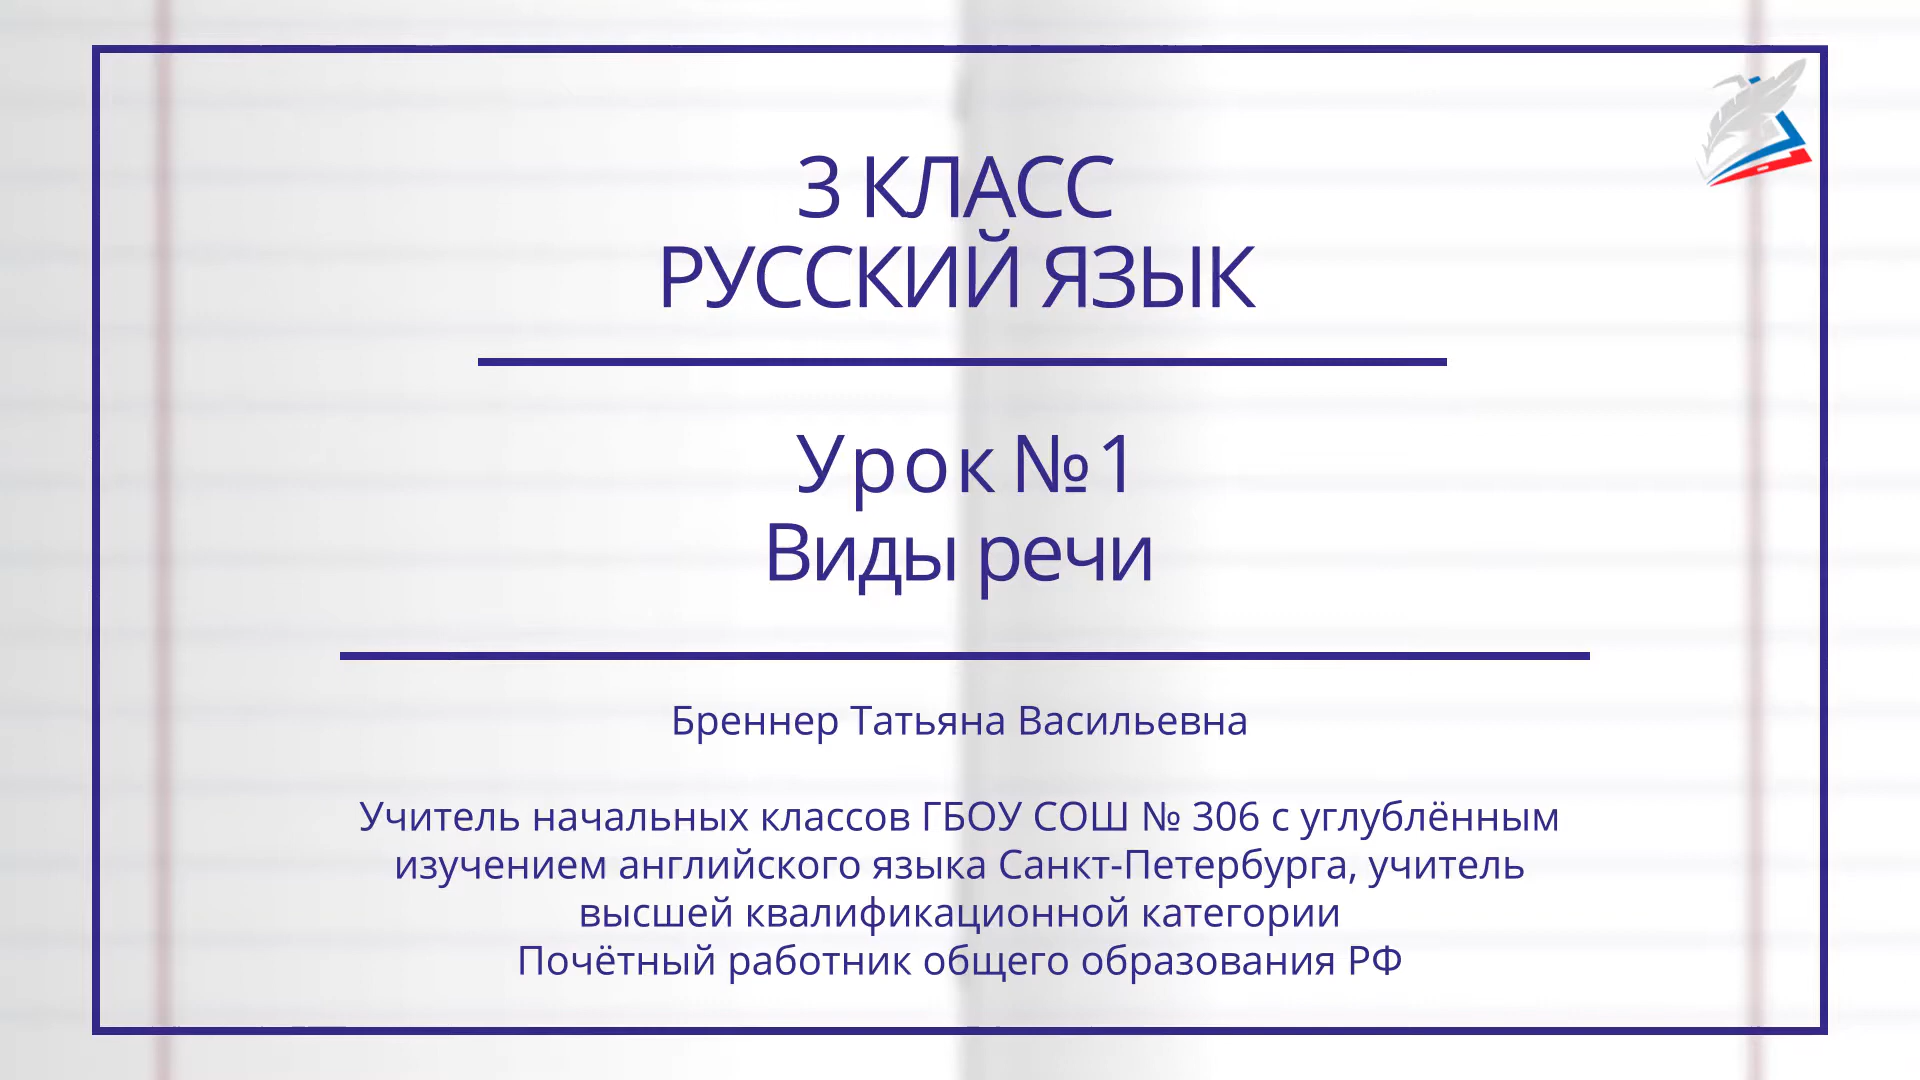 3 КЛАСС
РУССКИЙ ЯЗЫК
Урок №1
Виды речи
Бреннер Татьяна Васильевна
Учитель начальных классов ГБОУ СОШ № 306 с углублённым
изучением английского языка Санкт-Петербурга, учитель
высшей квалификационной категории
Почётный работник общего образования РФ